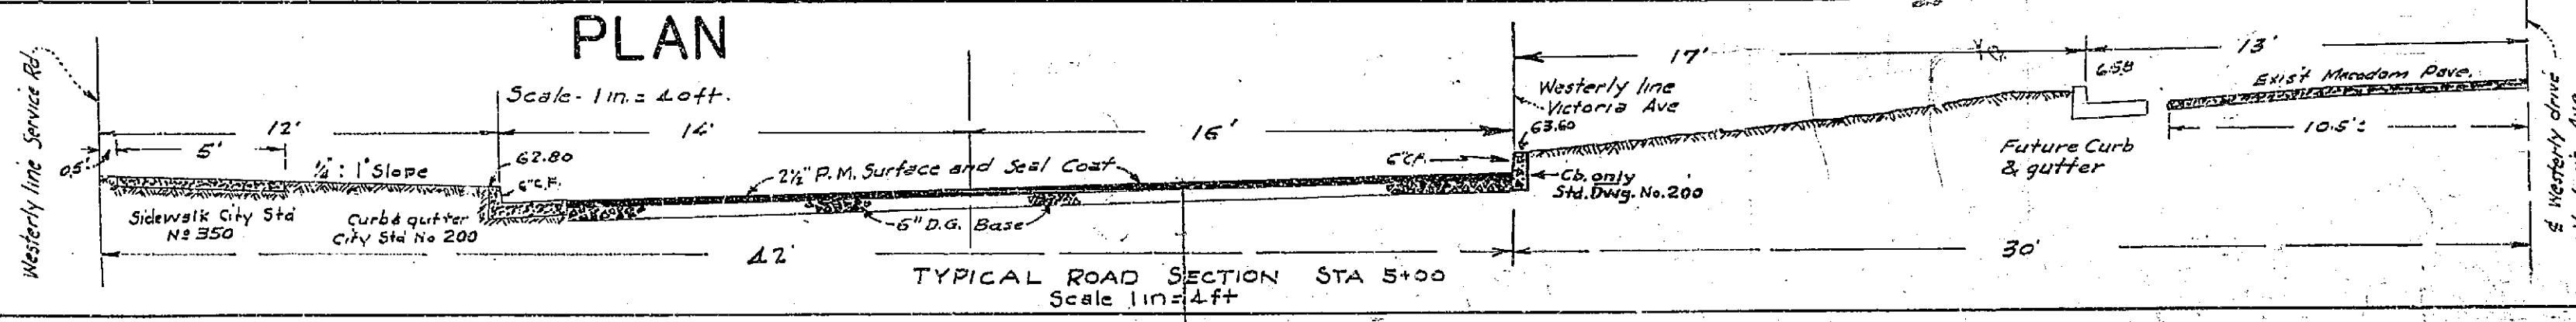 PLAN
Scale - 1 in. = 40 ft.
Westerly line Service Rd.
12'
14'
16'
17'
13'
0.5'
5'
¼" : 1' Slope
62.80
6" C.F.
2½" P.M. Surface and Seal Coat
Westerly line
Victoria Ave
63.60
6" C.F.
Cb. only
Std. Dwg. No. 200
Exist Macadam Pave.
10.5'±
Future Curb
& gutter
Sidewalk City Std
No 350
Curb & gutter
City Std No 200
6" D.G. Base
42'
30'
TYPICAL ROAD SECTION STA 5+00
Scale 1 in = 4 ft
℄ Westerly drive